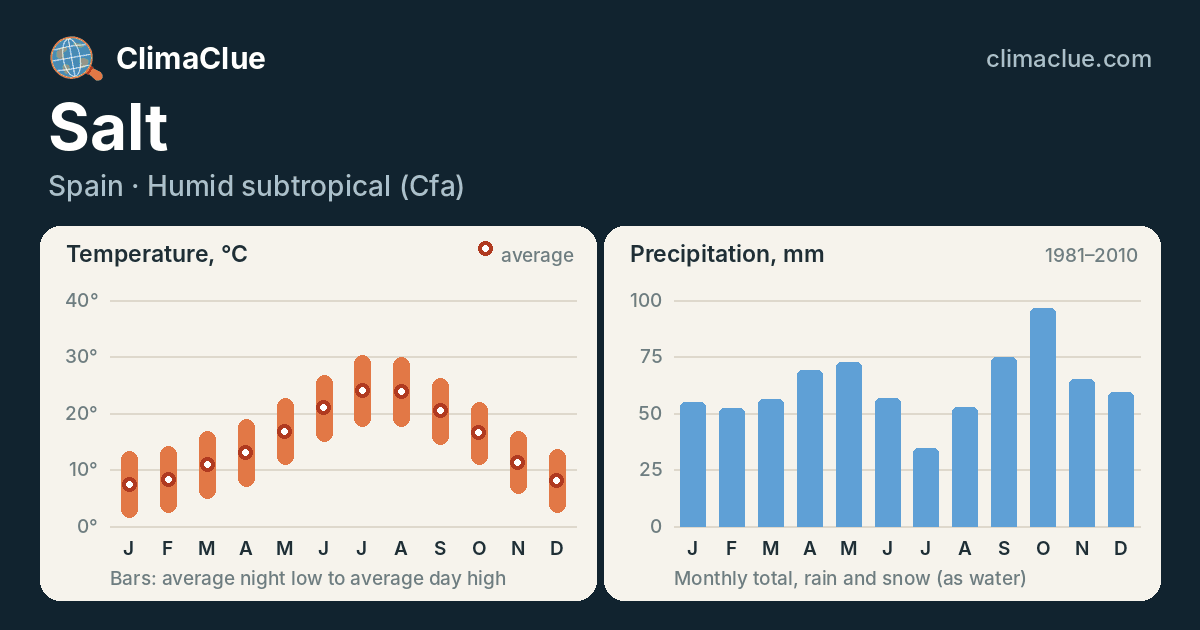 ClimaClue
climaclue.com
Salt
Spain · Humid subtropical (Cfa)
Temperature, °C
average
40°
30°
20°
10°
0°
J F M A M J J A S O N D
Bars: average night low to average day high
Precipitation, mm
1981–2010
100
75
50
25
0
J F M A M J J A S O N D
Monthly total, rain and snow (as water)